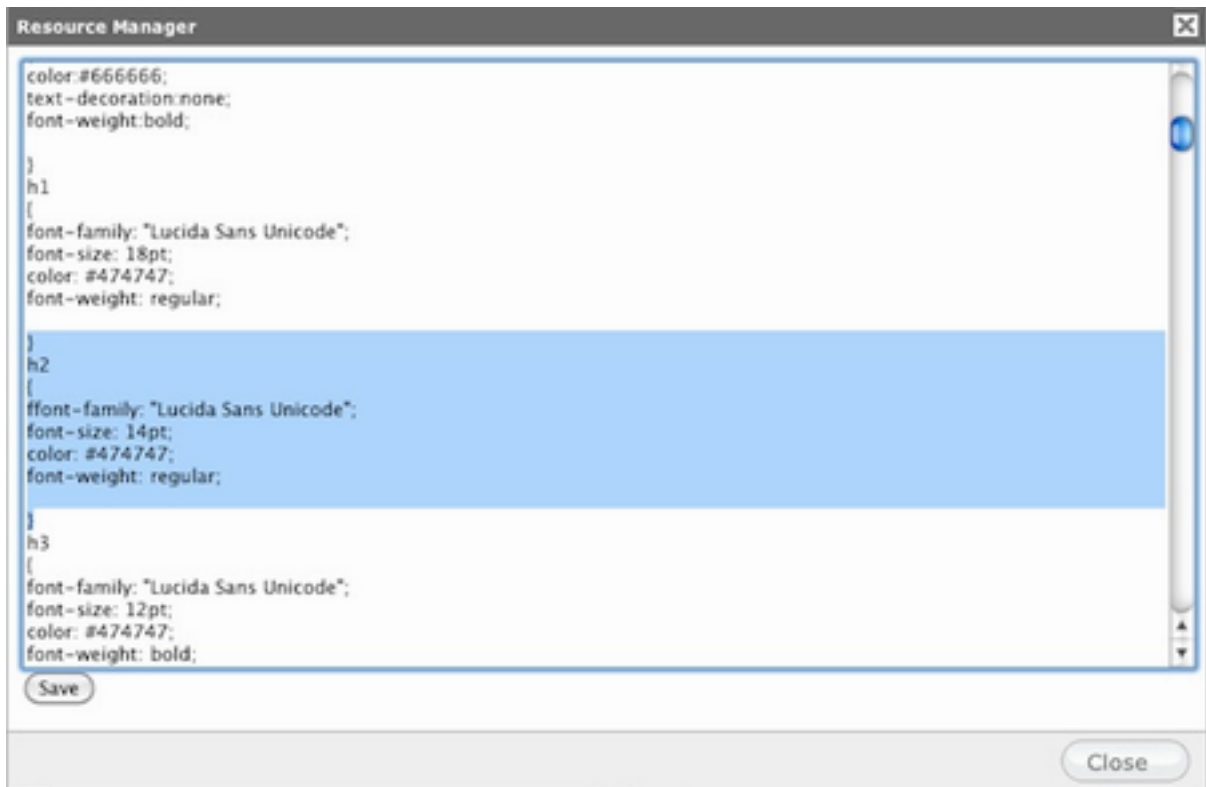 Resource Manager
color:#666666;
text-decoration:none;
font-weight:bold;
}
h1
{
font-family: "Lucida Sans Unicode";
font-size: 18pt;
color: #474747;
font-weight: regular;
}
h2
{
ffont-family: "Lucida Sans Unicode";
font-size: 14pt;
color: #474747;
font-weight: regular;
}
h3
{
font-family: "Lucida Sans Unicode";
font-size: 12pt;
color: #474747;
font-weight: bold;
Save
Close